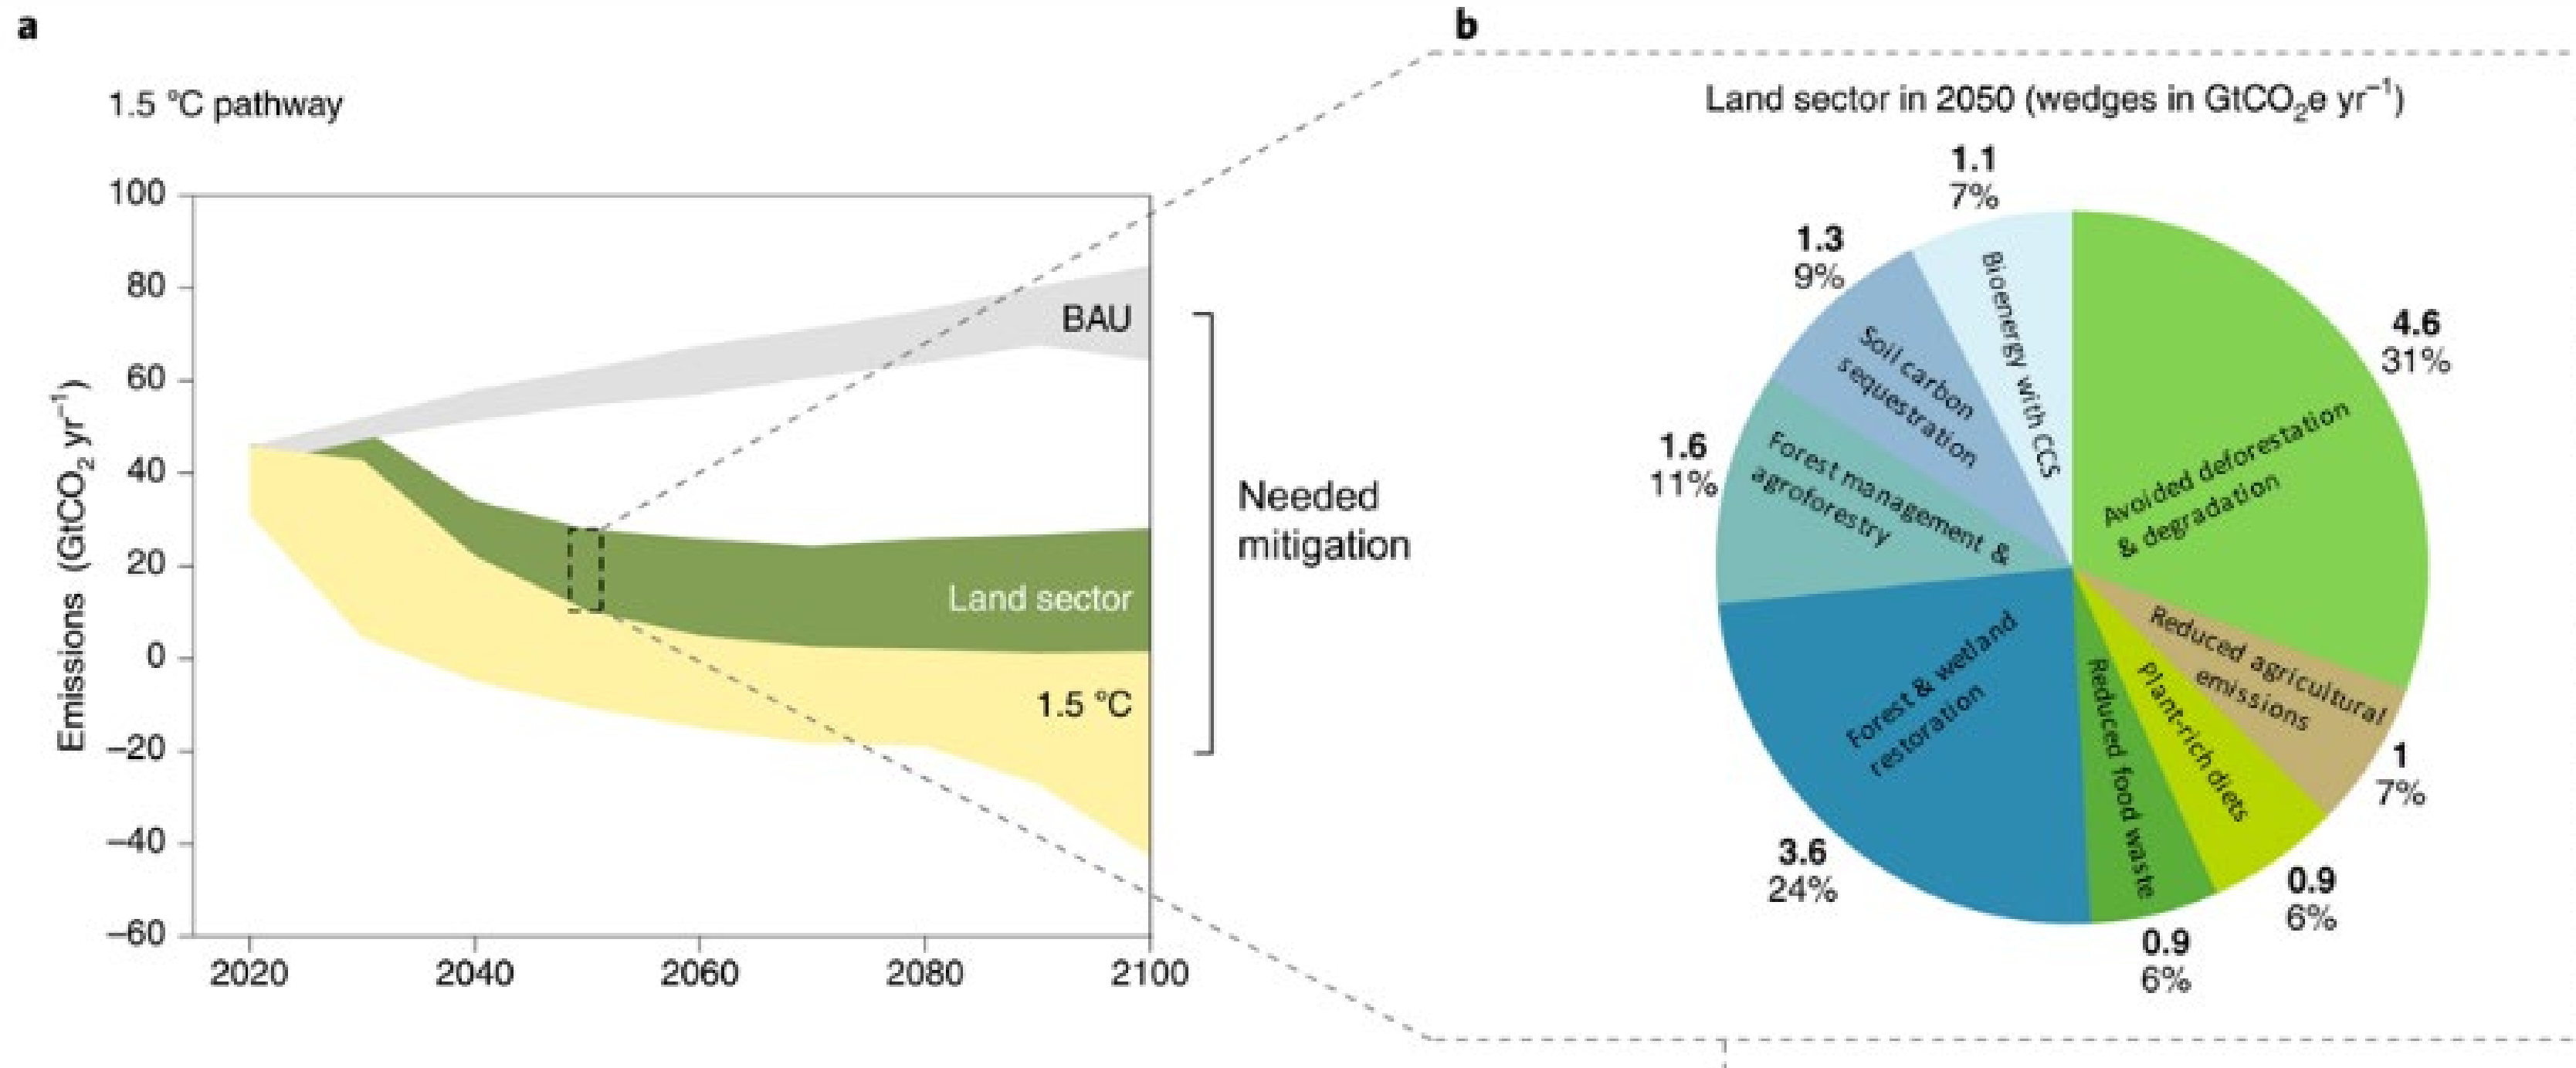 a
1.5 °C pathway
100
80
60
40
20
0
–20
–40
–60
Emissions (GtCO₂ yr⁻¹)
2020
2040
2060
2080
2100
BAU
Land sector
1.5 °C
Needed
mitigation
b
Land sector in 2050 (wedges in GtCO₂e yr⁻¹)
4.6
31%
Avoided deforestation
& degradation
Reduced agricultural
emissions
1
7%
Plant-rich diets
0.9
6%
Reduced food waste
0.9
6%
Forest & wetland
restoration
3.6
24%
Forest management &
agroforestry
1.6
11%
Soil carbon
sequestration
1.3
9%
Bioenergy with CCS
1.1
7%